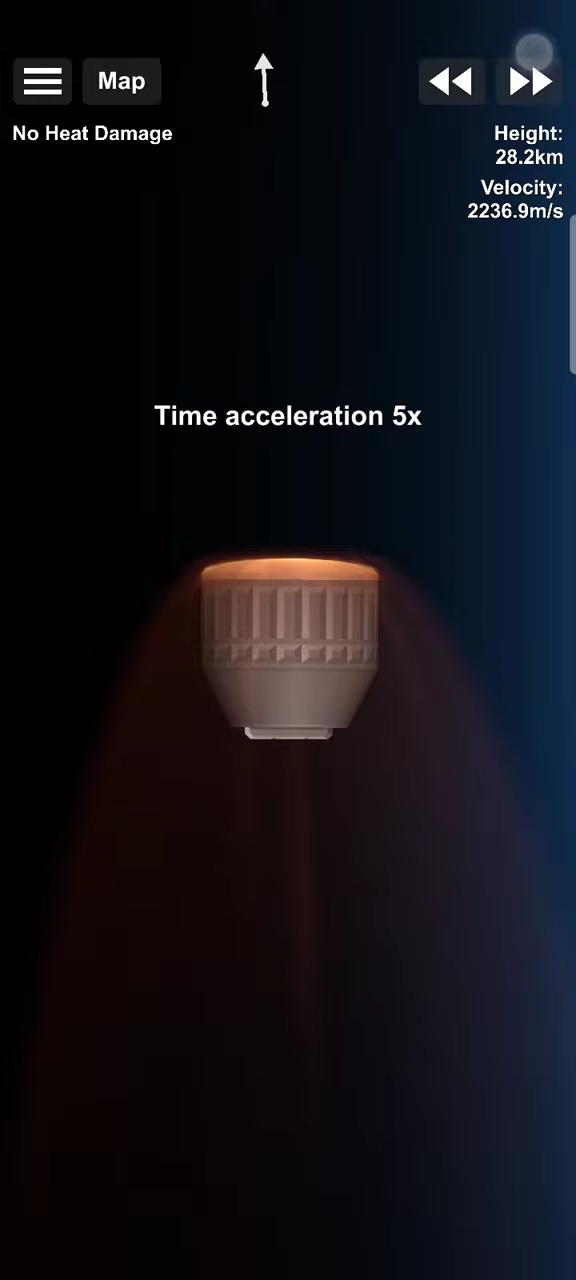 Map
No Heat Damage
Height:
28.2km
Velocity:
2236.9m/s
Time acceleration 5x